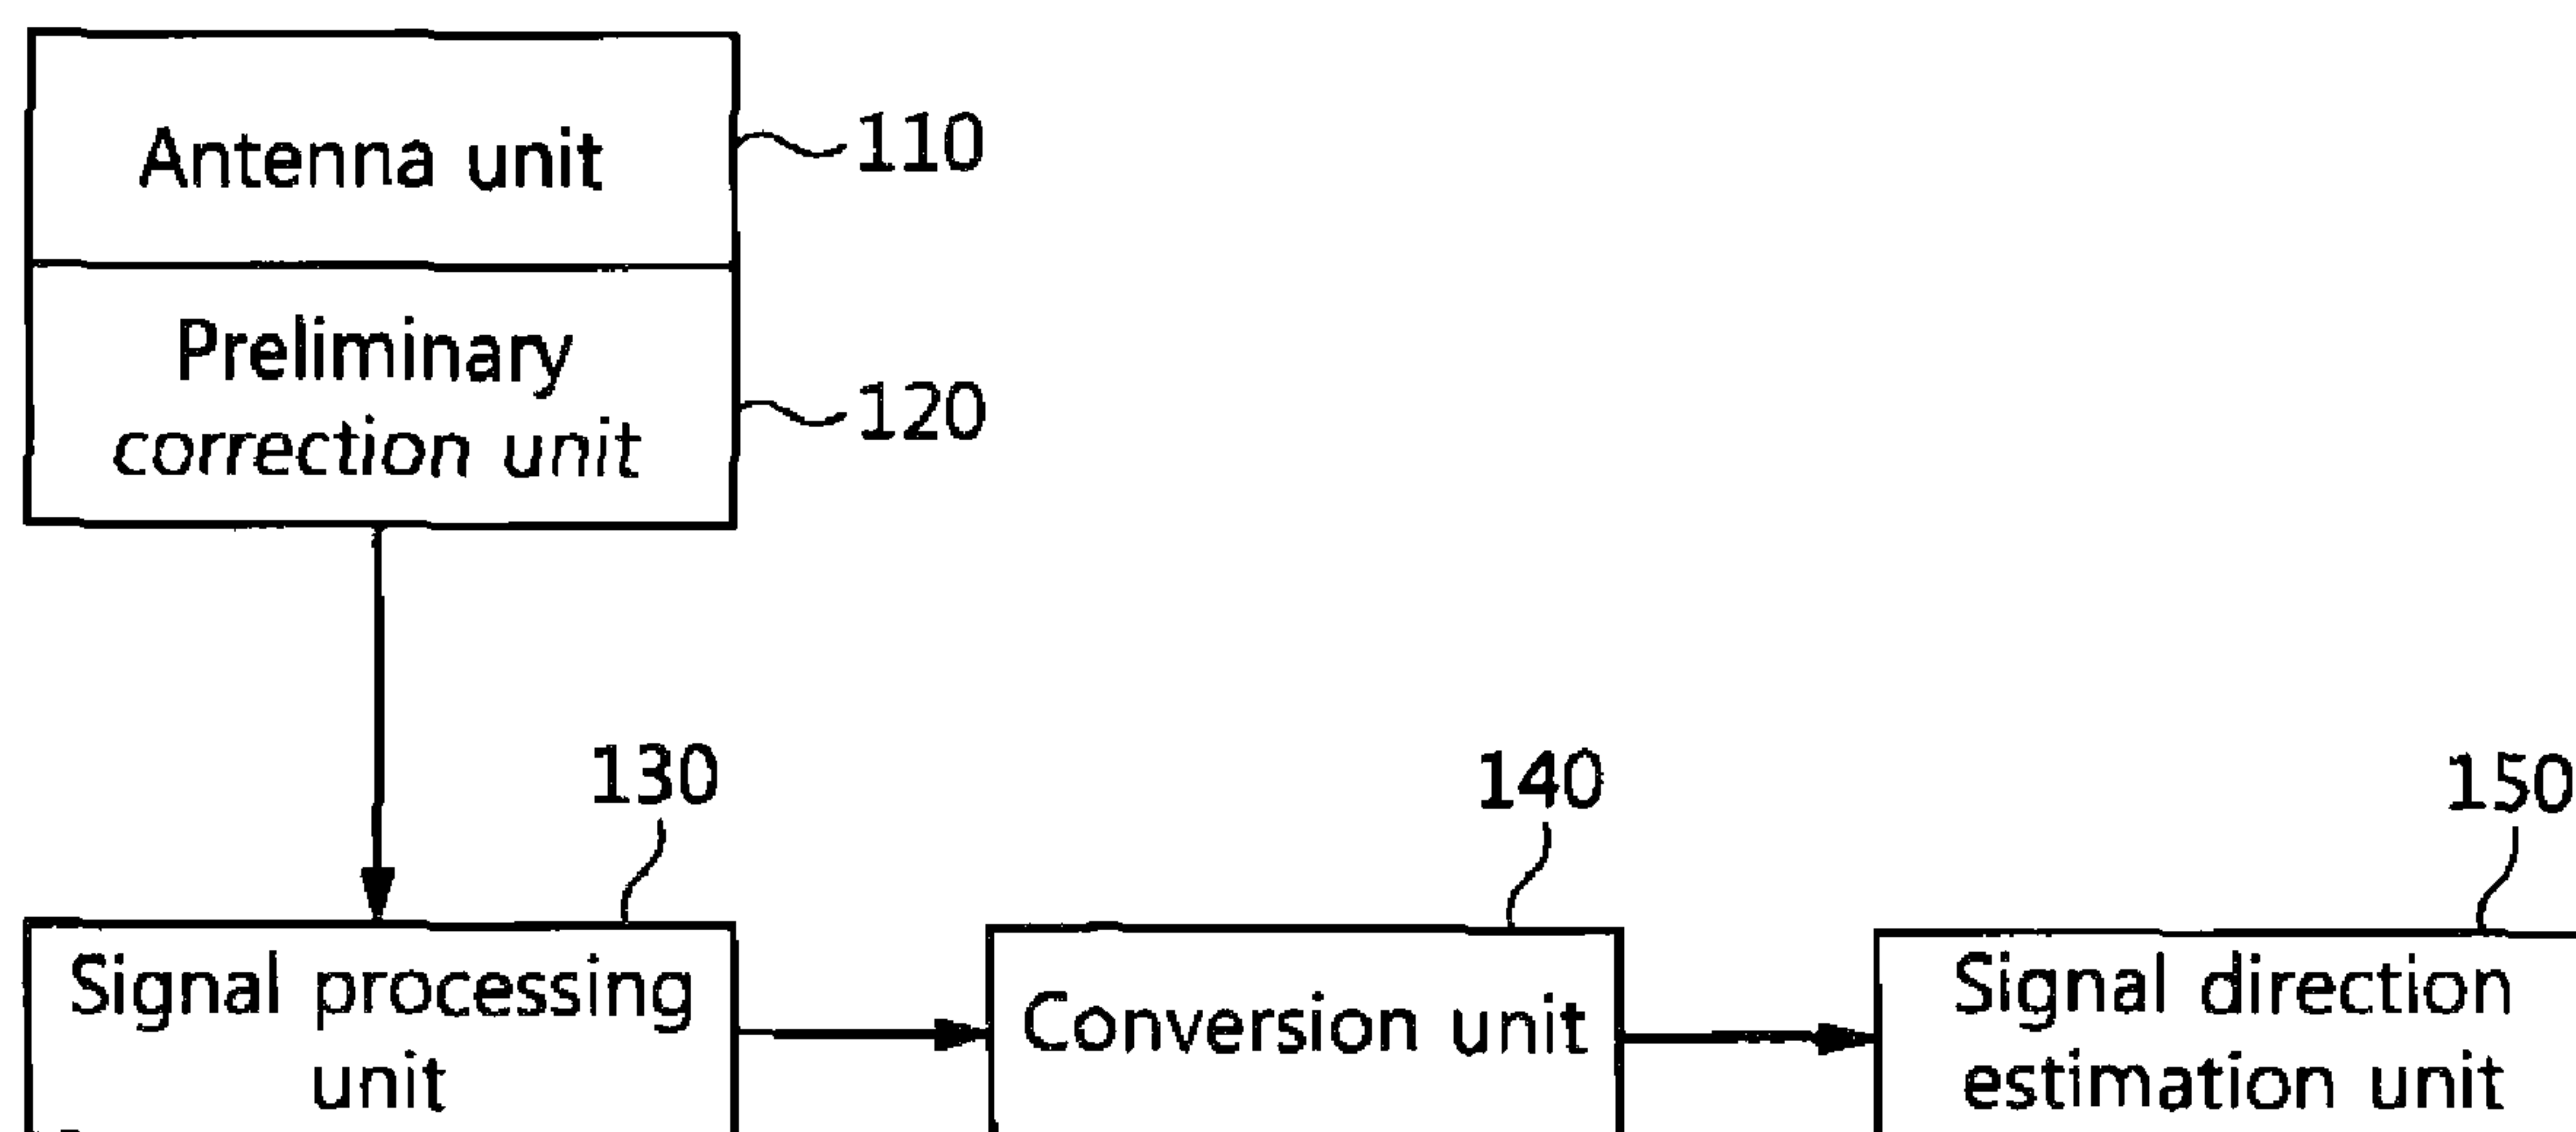 Antenna unit
110
Preliminary
correction unit
120
130
140
150
Signal processing
unit
Conversion unit
Signal direction
estimation unit